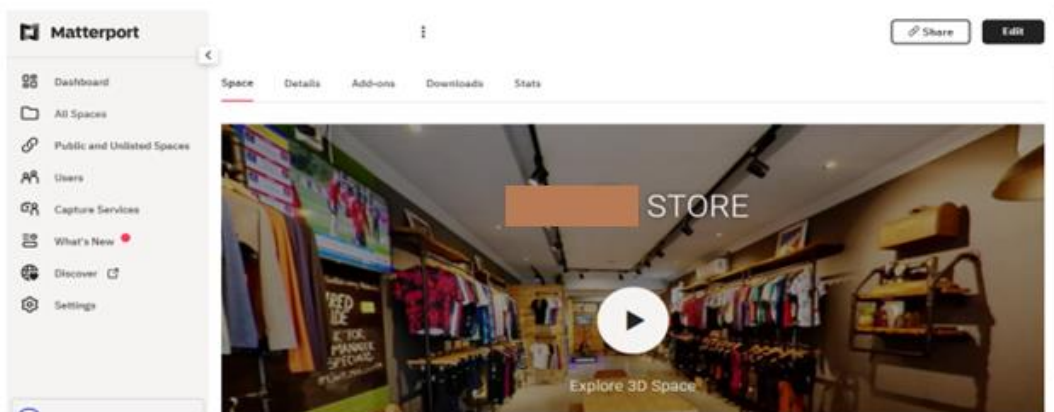 Matterport
Share
Edit
Dashboard
All Spaces
Public and Unlisted Spaces
Users
Capture Services
What's New
Discover
Settings
Space Details Add-ons Downloads Stats
STORE
Explore 3D Space